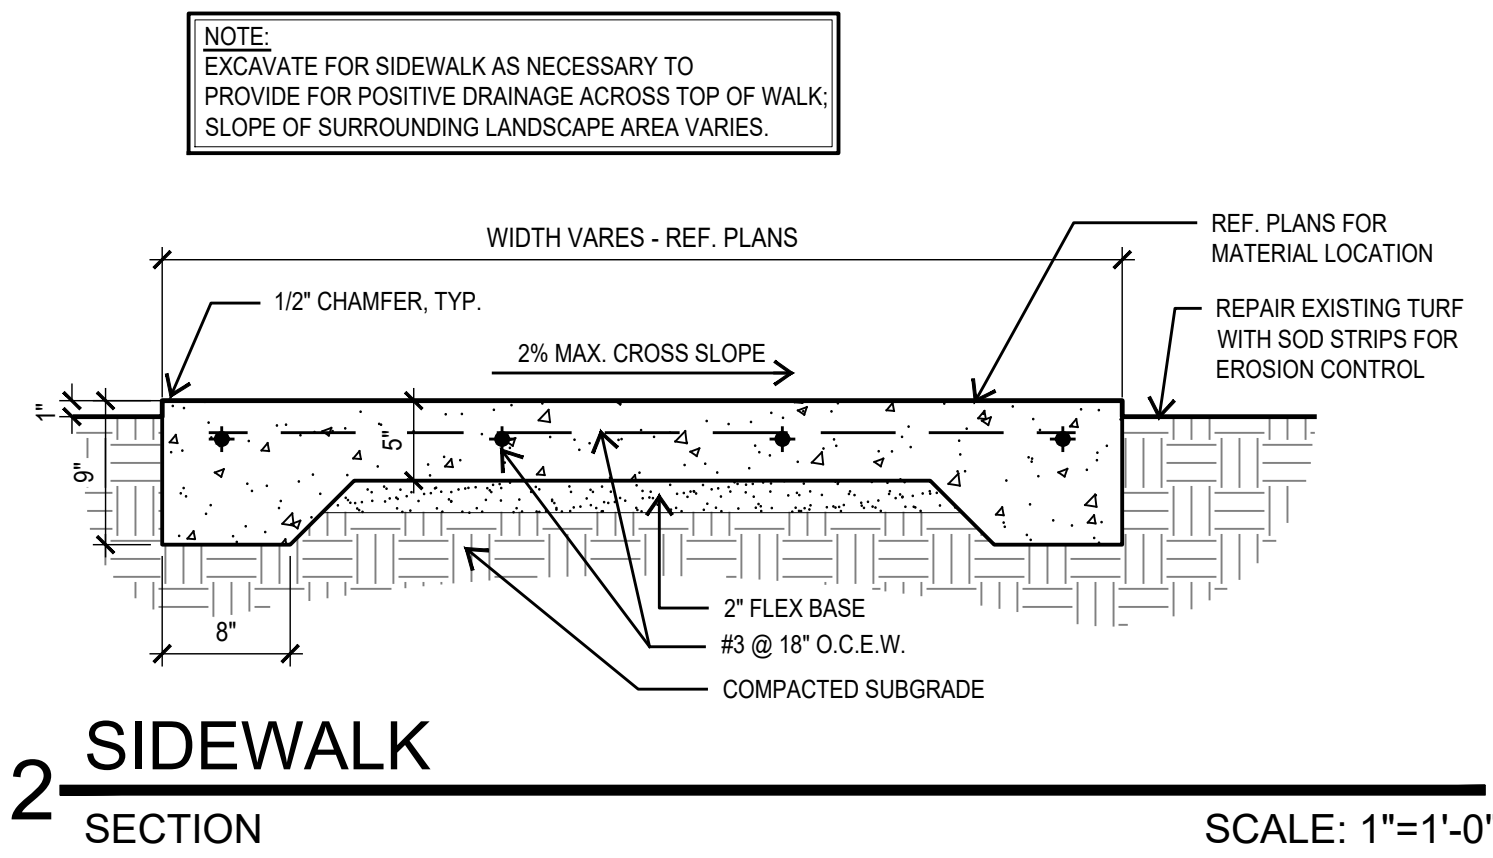 NOTE:
EXCAVATE FOR SIDEWALK AS NECESSARY TO
PROVIDE FOR POSITIVE DRAINAGE ACROSS TOP OF WALK;
SLOPE OF SURROUNDING LANDSCAPE AREA VARIES.
WIDTH VARES - REF. PLANS
REF. PLANS FOR
MATERIAL LOCATION
1/2" CHAMFER, TYP.
REPAIR EXISTING TURF
WITH SOD STRIPS FOR
EROSION CONTROL
2% MAX. CROSS SLOPE
1"
5"
9"
8"
2" FLEX BASE
#3 @ 18" O.C.E.W.
COMPACTED SUBGRADE
2
SIDEWALK
SECTION
SCALE: 1"=1'-0'